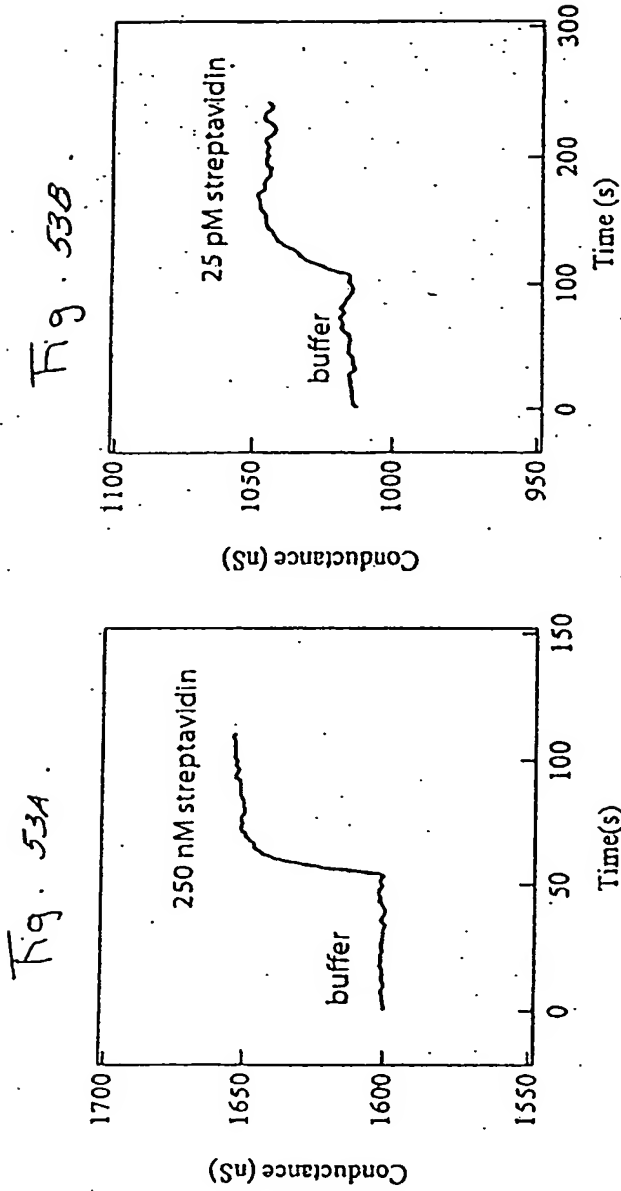 Fig. 53A.
1700
1650
1600
1550
Conductance (nS)
250 nM streptavidin
buffer
0
50
100
150
Time(s)
Fig. 53B.
1100
1050
1000
950
Conductance (nS)
25 pM streptavidin
buffer
0
100
200
300
Time (s)